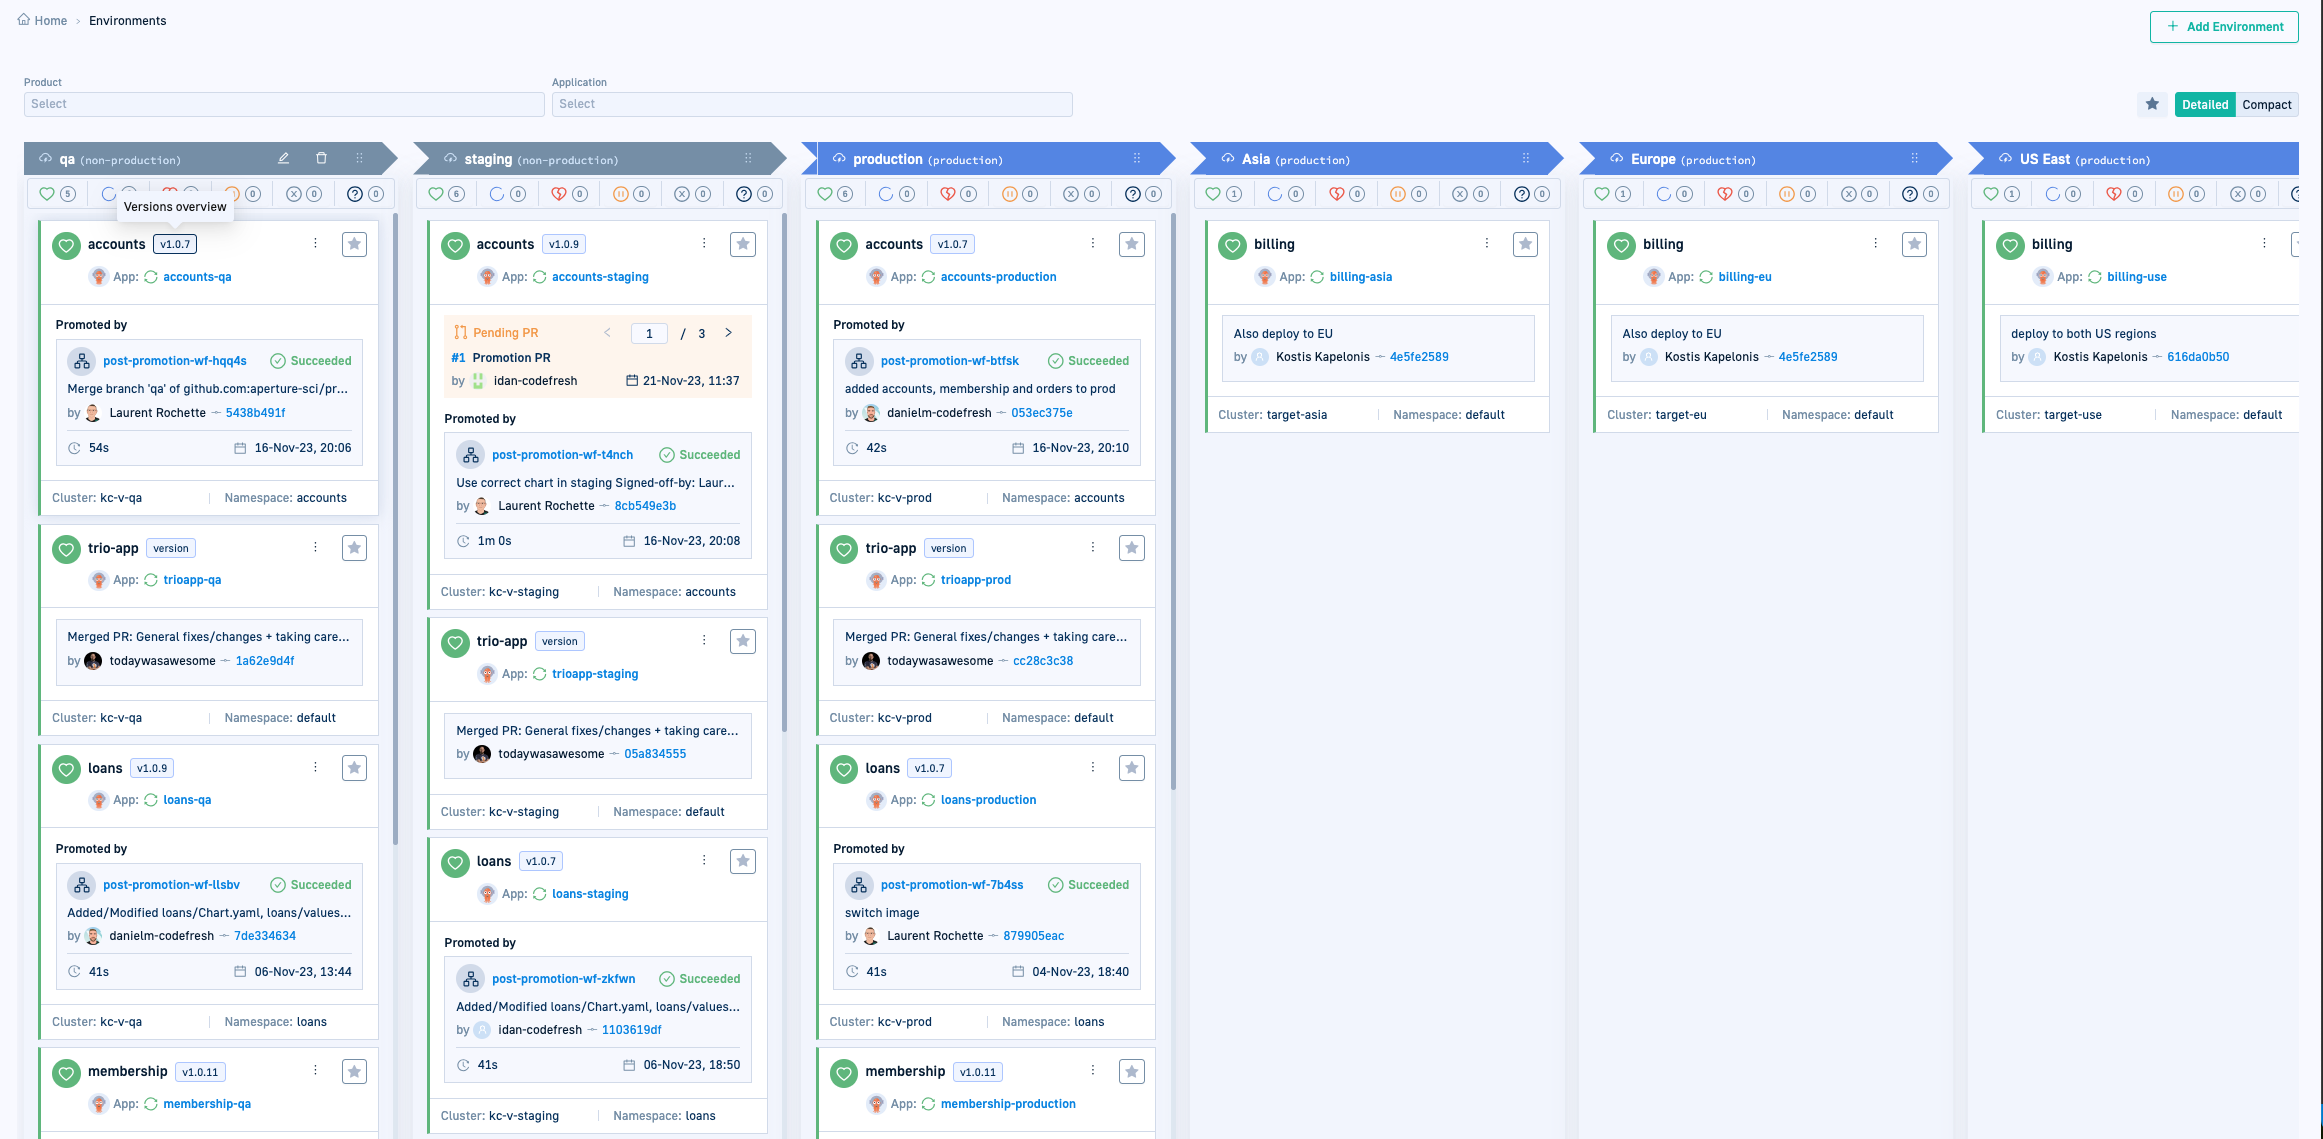 Home > Environments
+ Add Environment
Product
Application
Select
Select
Detailed Compact
qa (non-production)
5 0 0 0
Versions overview
accounts v1.0.7
App: accounts-qa
Promoted by
post-promotion-wf-hqq4s Succeeded
Merge branch 'qa' of github.com:aperture-sci/pr...
by Laurent Rochette 5438b491f
54s 16-Nov-23, 20:06
Cluster: kc-v-qa Namespace: accounts
trio-app version
App: trioapp-qa
Merged PR: General fixes/changes + taking care...
by todaywasawesome 1a62e9d4f
Cluster: kc-v-qa Namespace: default
loans v1.0.9
App: loans-qa
Promoted by
post-promotion-wf-llsbv Succeeded
Added/Modified loans/Chart.yaml, loans/values...
by danielm-codefresh 7de334634
41s 06-Nov-23, 13:44
Cluster: kc-v-qa Namespace: loans
membership v1.0.11
App: membership-qa
staging (non-production)
6 0 0 0 0 0
accounts v1.0.9
App: accounts-staging
Pending PR < 1 / 3 >
#1 Promotion PR
by idan-codefresh 21-Nov-23, 11:37
Promoted by
post-promotion-wf-t4nch Succeeded
Use correct chart in staging Signed-off-by: Laur...
by Laurent Rochette 8cb549e3b
1m 0s 16-Nov-23, 20:08
Cluster: kc-v-staging Namespace: accounts
trio-app version
App: trioapp-staging
Merged PR: General fixes/changes + taking care...
by todaywasawesome 05a834555
Cluster: kc-v-staging Namespace: default
loans v1.0.7
App: loans-staging
Promoted by
post-promotion-wf-zkfwn Succeeded
Added/Modified loans/Chart.yaml, loans/values...
by idan-codefresh 1103619df
41s 06-Nov-23, 18:50
Cluster: kc-v-staging Namespace: loans
production (production)
6 0 0 0 0 0
accounts v1.0.7
App: accounts-production
Promoted by
post-promotion-wf-btfsk Succeeded
added accounts, membership and orders to prod
by danielm-codefresh 053ec375e
42s 16-Nov-23, 20:10
Cluster: kc-v-prod Namespace: accounts
trio-app version
App: trioapp-prod
Merged PR: General fixes/changes + taking care...
by todaywasawesome cc28c3c38
Cluster: kc-v-prod Namespace: default
loans v1.0.7
App: loans-production
Promoted by
post-promotion-wf-7b4ss Succeeded
switch image
by Laurent Rochette 879905eac
41s 04-Nov-23, 18:40
Cluster: kc-v-prod Namespace: loans
membership v1.0.11
App: membership-production
Asia (production)
1 0 0 0 0 0
billing
App: billing-asia
Also deploy to EU
by Kostis Kapelonis 4e5fe2589
Cluster: target-asia Namespace: default
Europe (production)
1 0 0 0 0 0
billing
App: billing-eu
Also deploy to EU
by Kostis Kapelonis 4e5fe2589
Cluster: target-eu Namespace: default
US East (production)
1 0 0 0 0
billing
App: billing-use
deploy to both US regions
by Kostis Kapelonis 616da0b50
Cluster: target-use Namespace: default